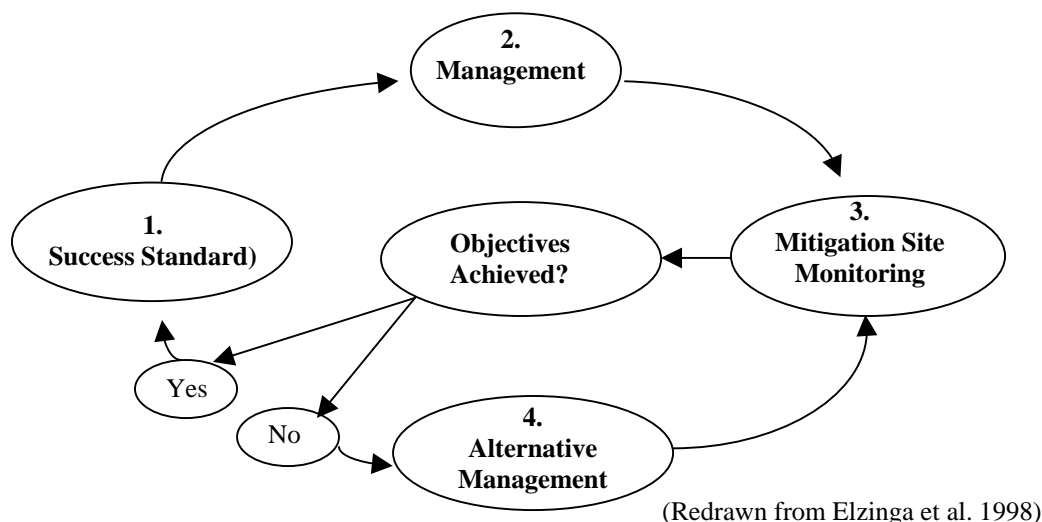 2.
Management
1.
Success Standard)
Objectives
Achieved?
3.
Mitigation Site
Monitoring
Yes
No
4.
Alternative
Management
(Redrawn from Elzinga et al. 1998)